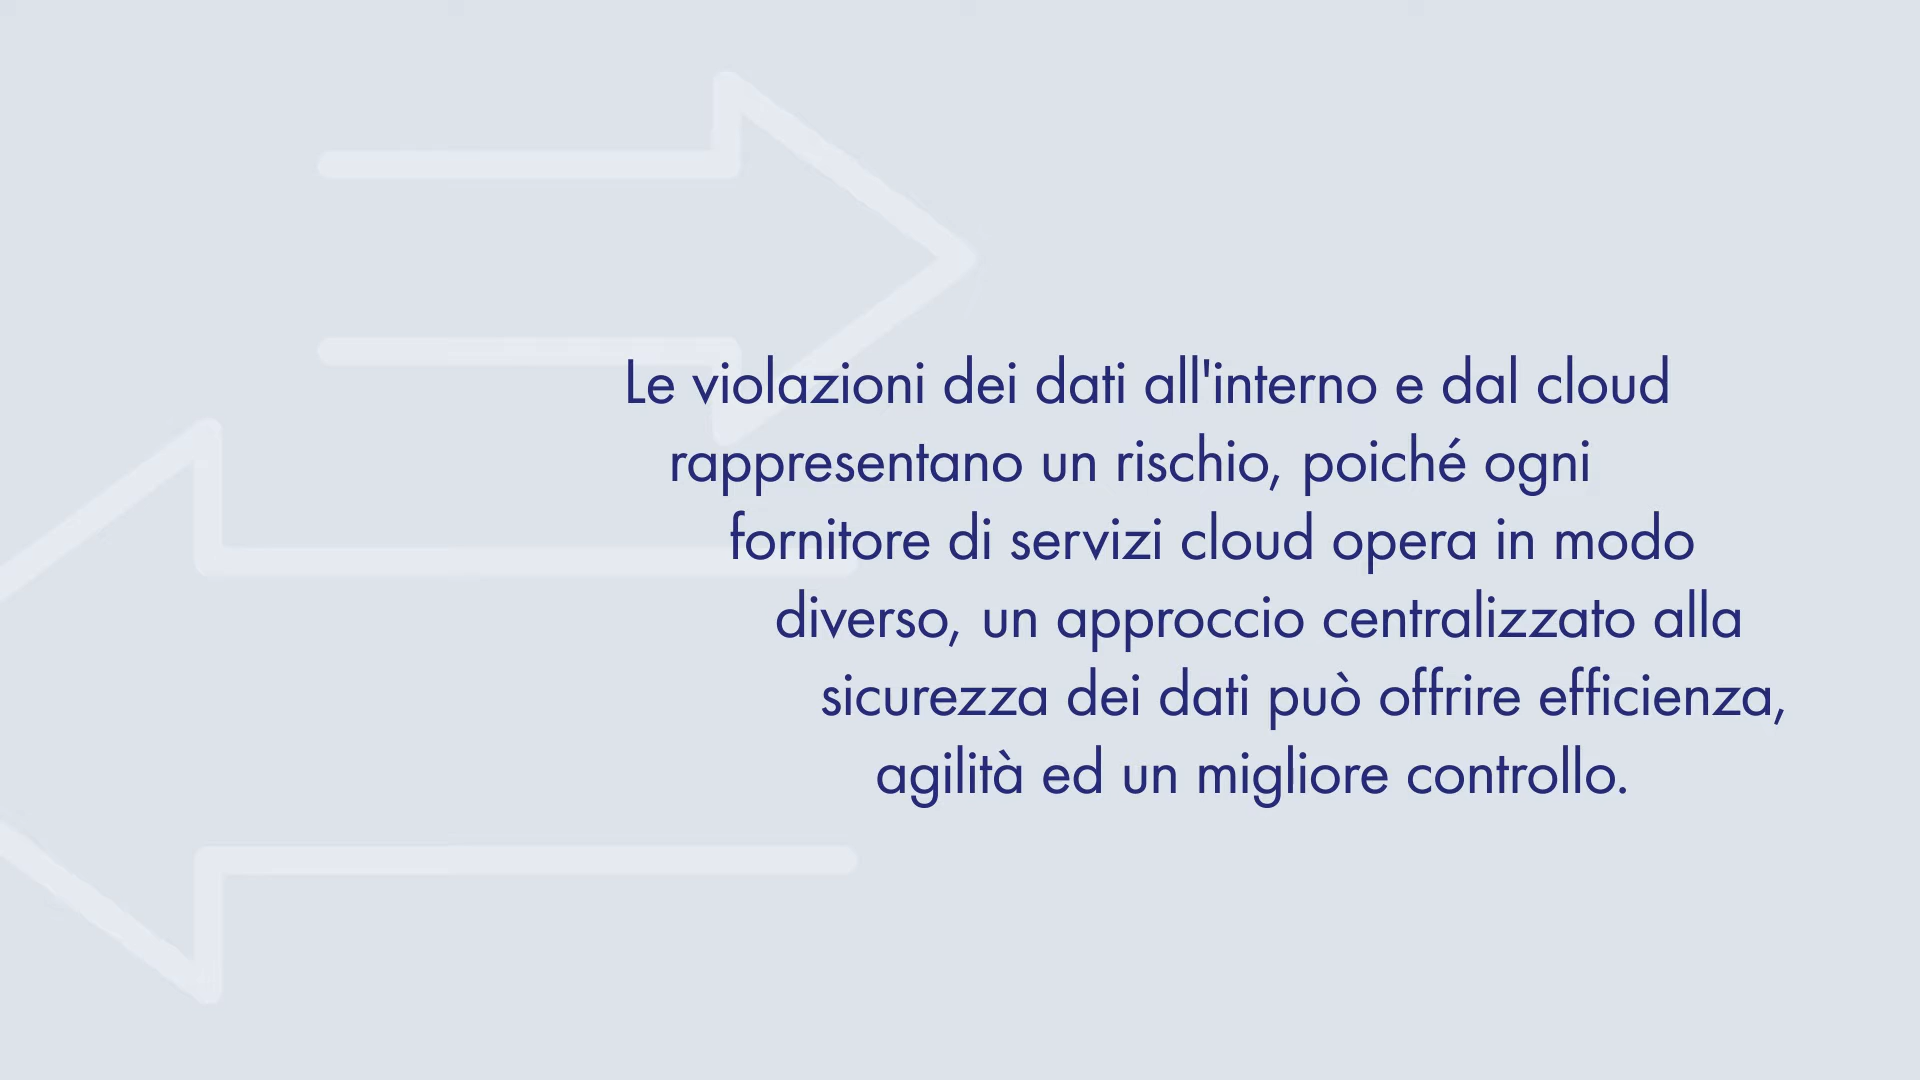 Le violazioni dei dati all'interno e dal cloud
rappresentano un rischio, poiché ogni
fornitore di servizi cloud opera in modo
diverso, un approccio centralizzato alla
sicurezza dei dati può offrire efficienza,
agilità ed un migliore controllo.